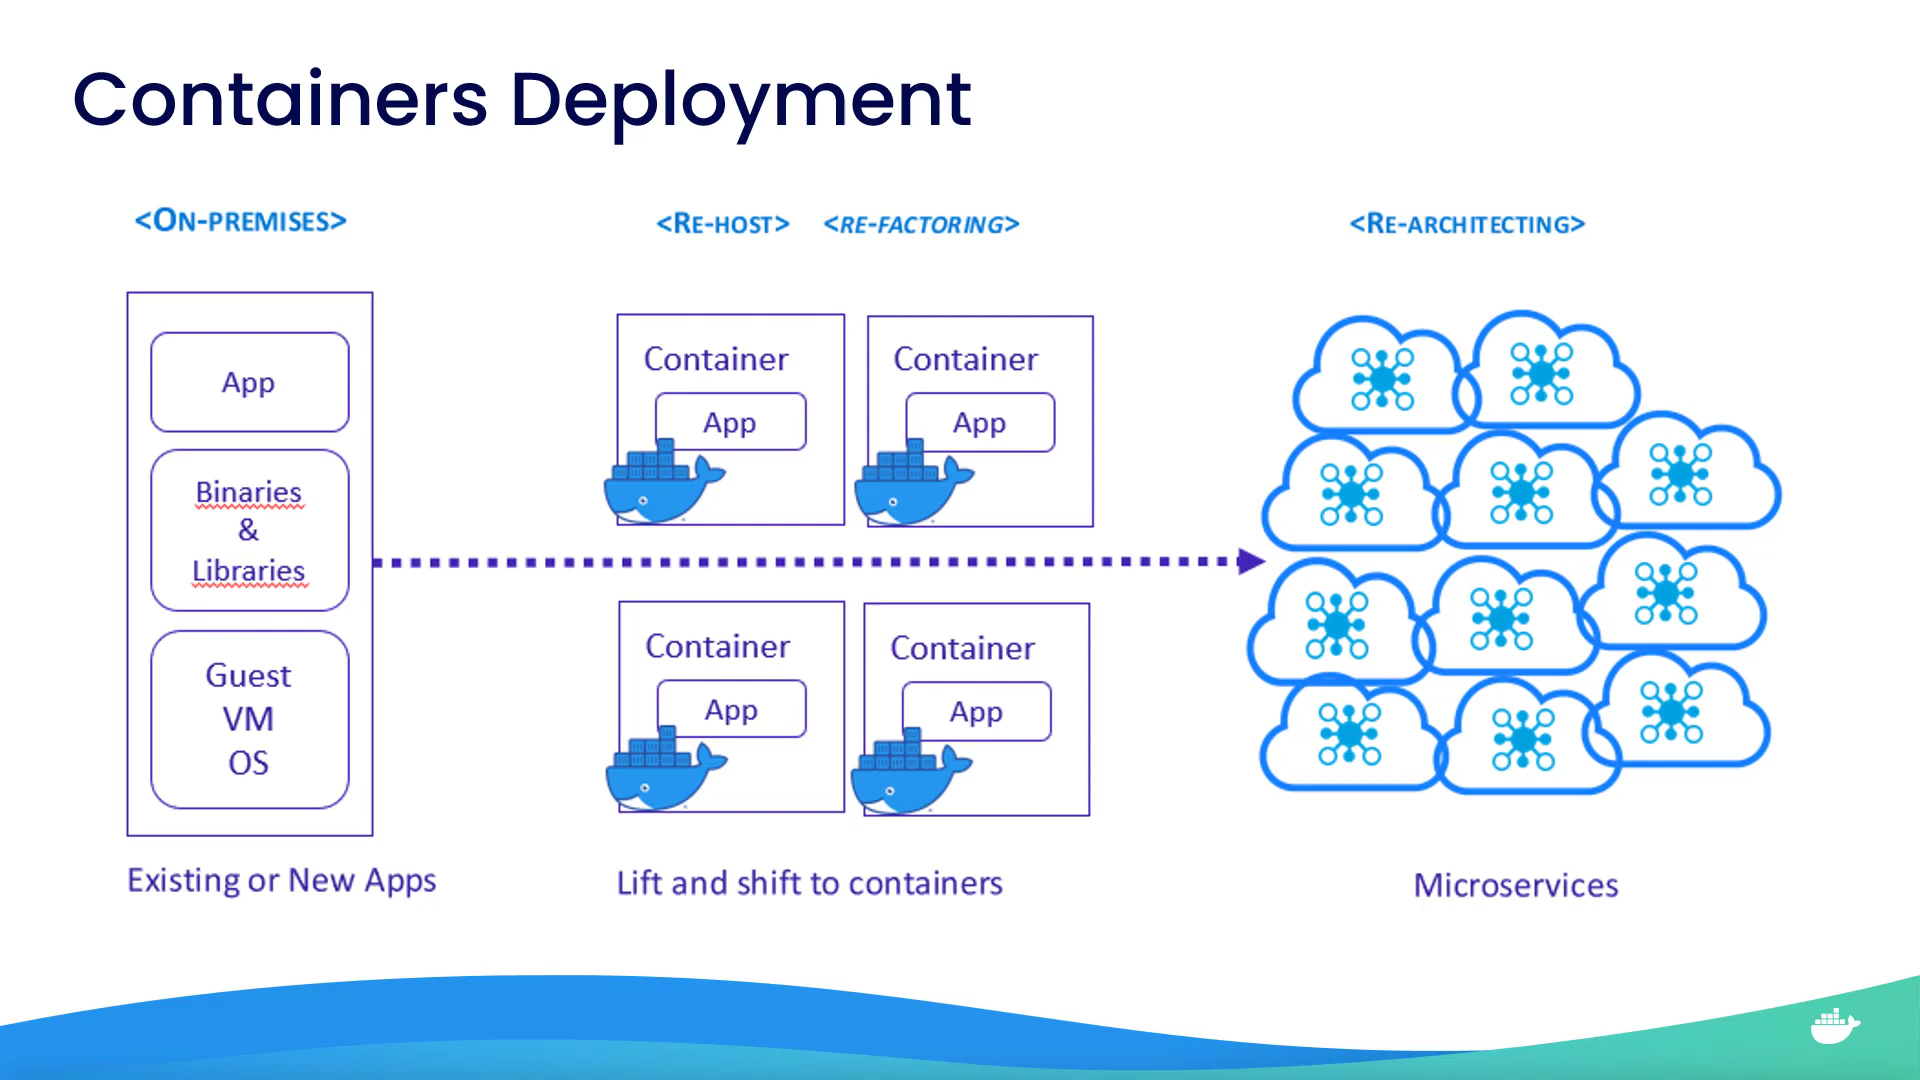 Containers Deployment
<On-premises>
<Re-host> <re-factoring>
<Re-architecting>
App
Binaries
&
Libraries
Guest
VM
OS
Existing or New Apps
Container
App
Container
App
Container
App
Container
App
Lift and shift to containers
Microservices